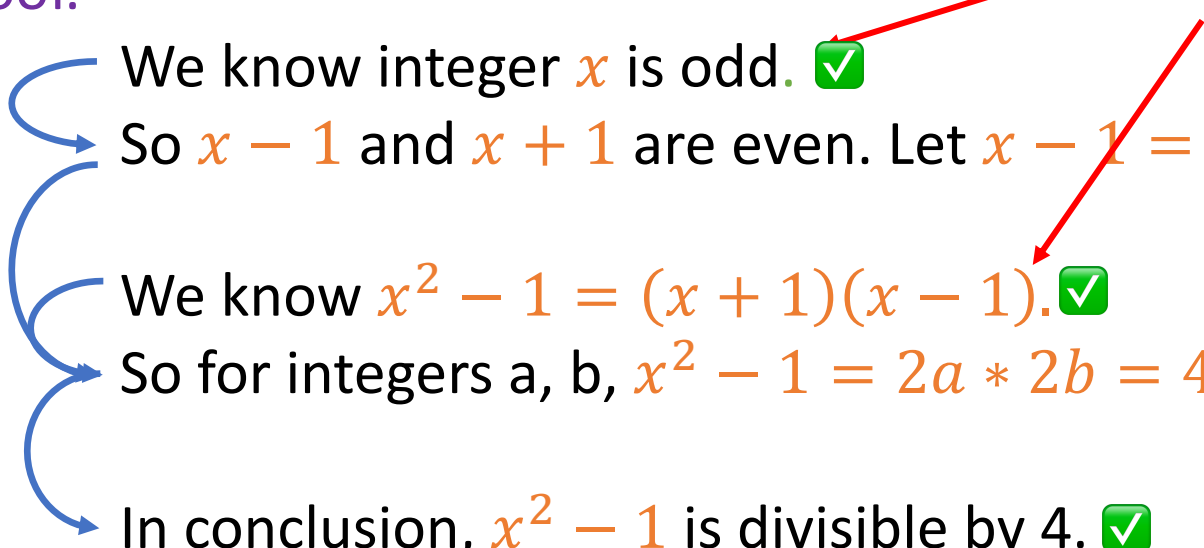 We know integer x is odd. ✅
So x − 1 and x + 1 are even. Let x − 1 =
We know x² − 1 = (x + 1)(x − 1). ✅
So for integers a, b, x² − 1 = 2a ∗ 2b = 4
In conclusion, x² − 1 is divisible by 4. ✅